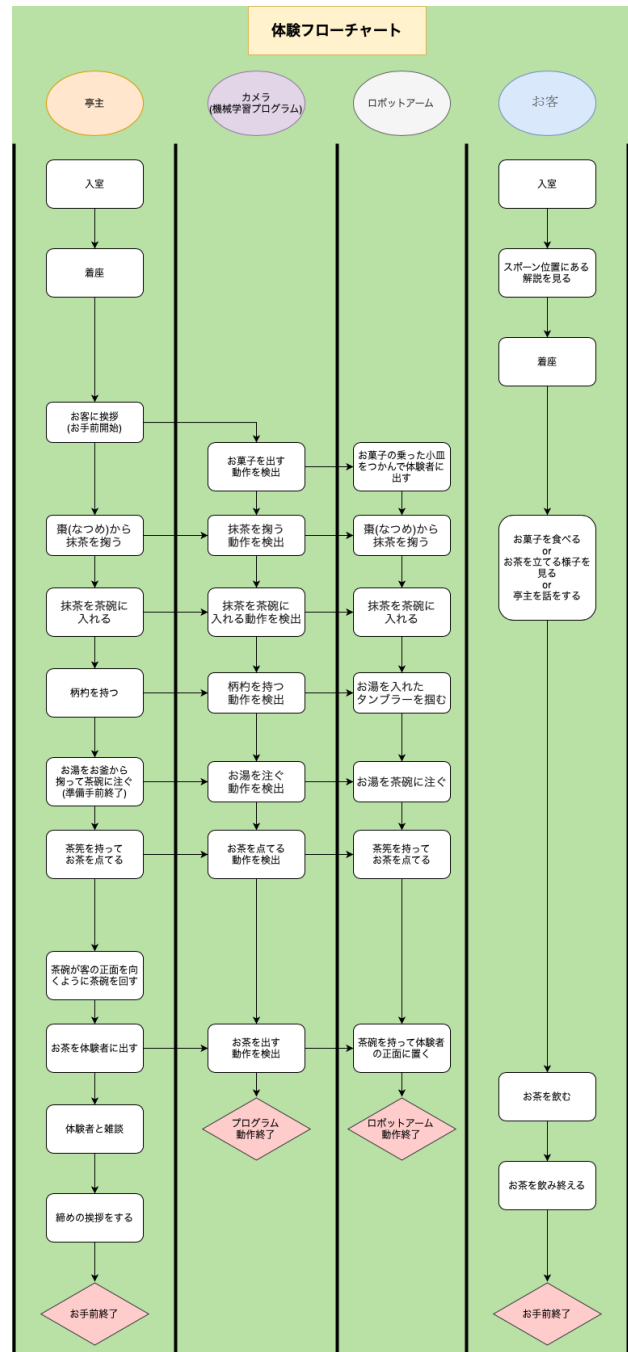 体験フローチャート
亭主
カメラ
(機械学習プログラム)
ロボットアーム
お客
入室
着座
お客に挨拶
(お手前開始)
棗(なつめ)から
抹茶を掬う
抹茶を茶碗に
入れる
柄杓を持つ
お湯をお釜から
掬って茶碗に注ぐ
(準備手前終了)
茶筅を持って
お茶を点てる
茶碗が客の正面を向
くように茶碗を回す
お茶を体験者に出す
体験者と雑談
締めの挨拶をする
お手前終了
お菓子を出す
動作を検出
抹茶を掬う
動作を検出
抹茶を茶碗に
入れる動作を検出
柄杓を持つ
動作を検出
お湯を注ぐ
動作を検出
お茶を点てる
動作を検出
お茶を出す
動作を検出
プログラム
動作終了
お菓子の乗った小皿
をつかんで体験者に
出す
棗(なつめ)から
抹茶を掬う
抹茶を茶碗に
入れる
お湯を入れた
タンブラーを掴む
お湯を茶碗に注ぐ
茶筅を持って
お茶を点てる
茶碗を持って体験者
の正面に置く
ロボットアーム
動作終了
入室
スポーン位置にある
解説を見る
着座
お菓子を食べる
or
お茶を立てる様子を
見る
or
亭主を話をする
お茶を飲む
お茶を飲み終える
お手前終了